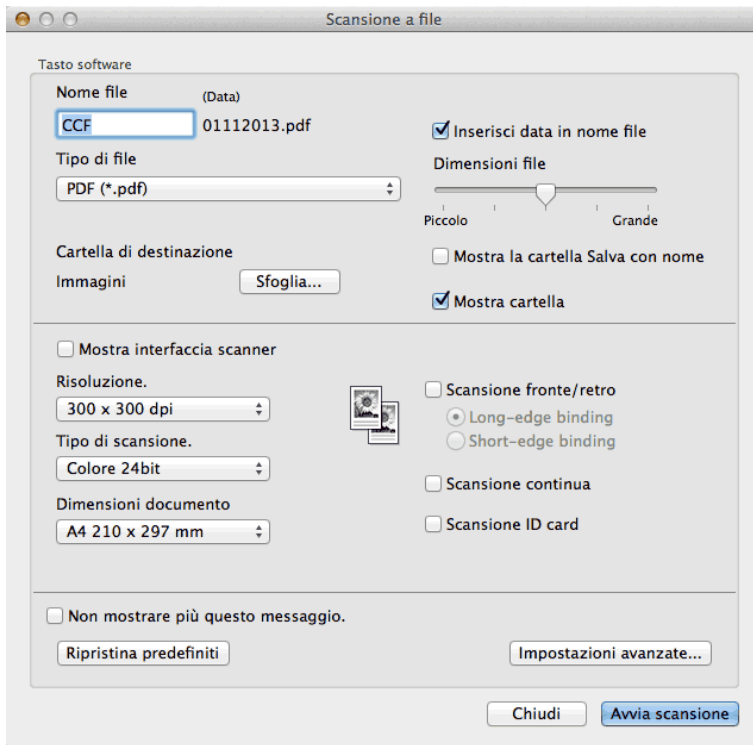 Scansione a file
Tasto software
Nome file
(Data)
CCF
01112013.pdf
Inserisci data in nome file
Tipo di file
PDF (*.pdf)
Dimensioni file
Piccolo
Grande
Cartella di destinazione
Immagini
Sfoglia...
Mostra la cartella Salva con nome
Mostra cartella
Mostra interfaccia scanner
Risoluzione.
300 x 300 dpi
Tipo di scansione.
Colore 24bit
Dimensioni documento
A4 210 x 297 mm
Scansione fronte/retro
Long-edge binding
Short-edge binding
Scansione continua
Scansione ID card
Non mostrare più questo messaggio.
Ripristina predefiniti
Impostazioni avanzate...
Chiudi
Avvia scansione